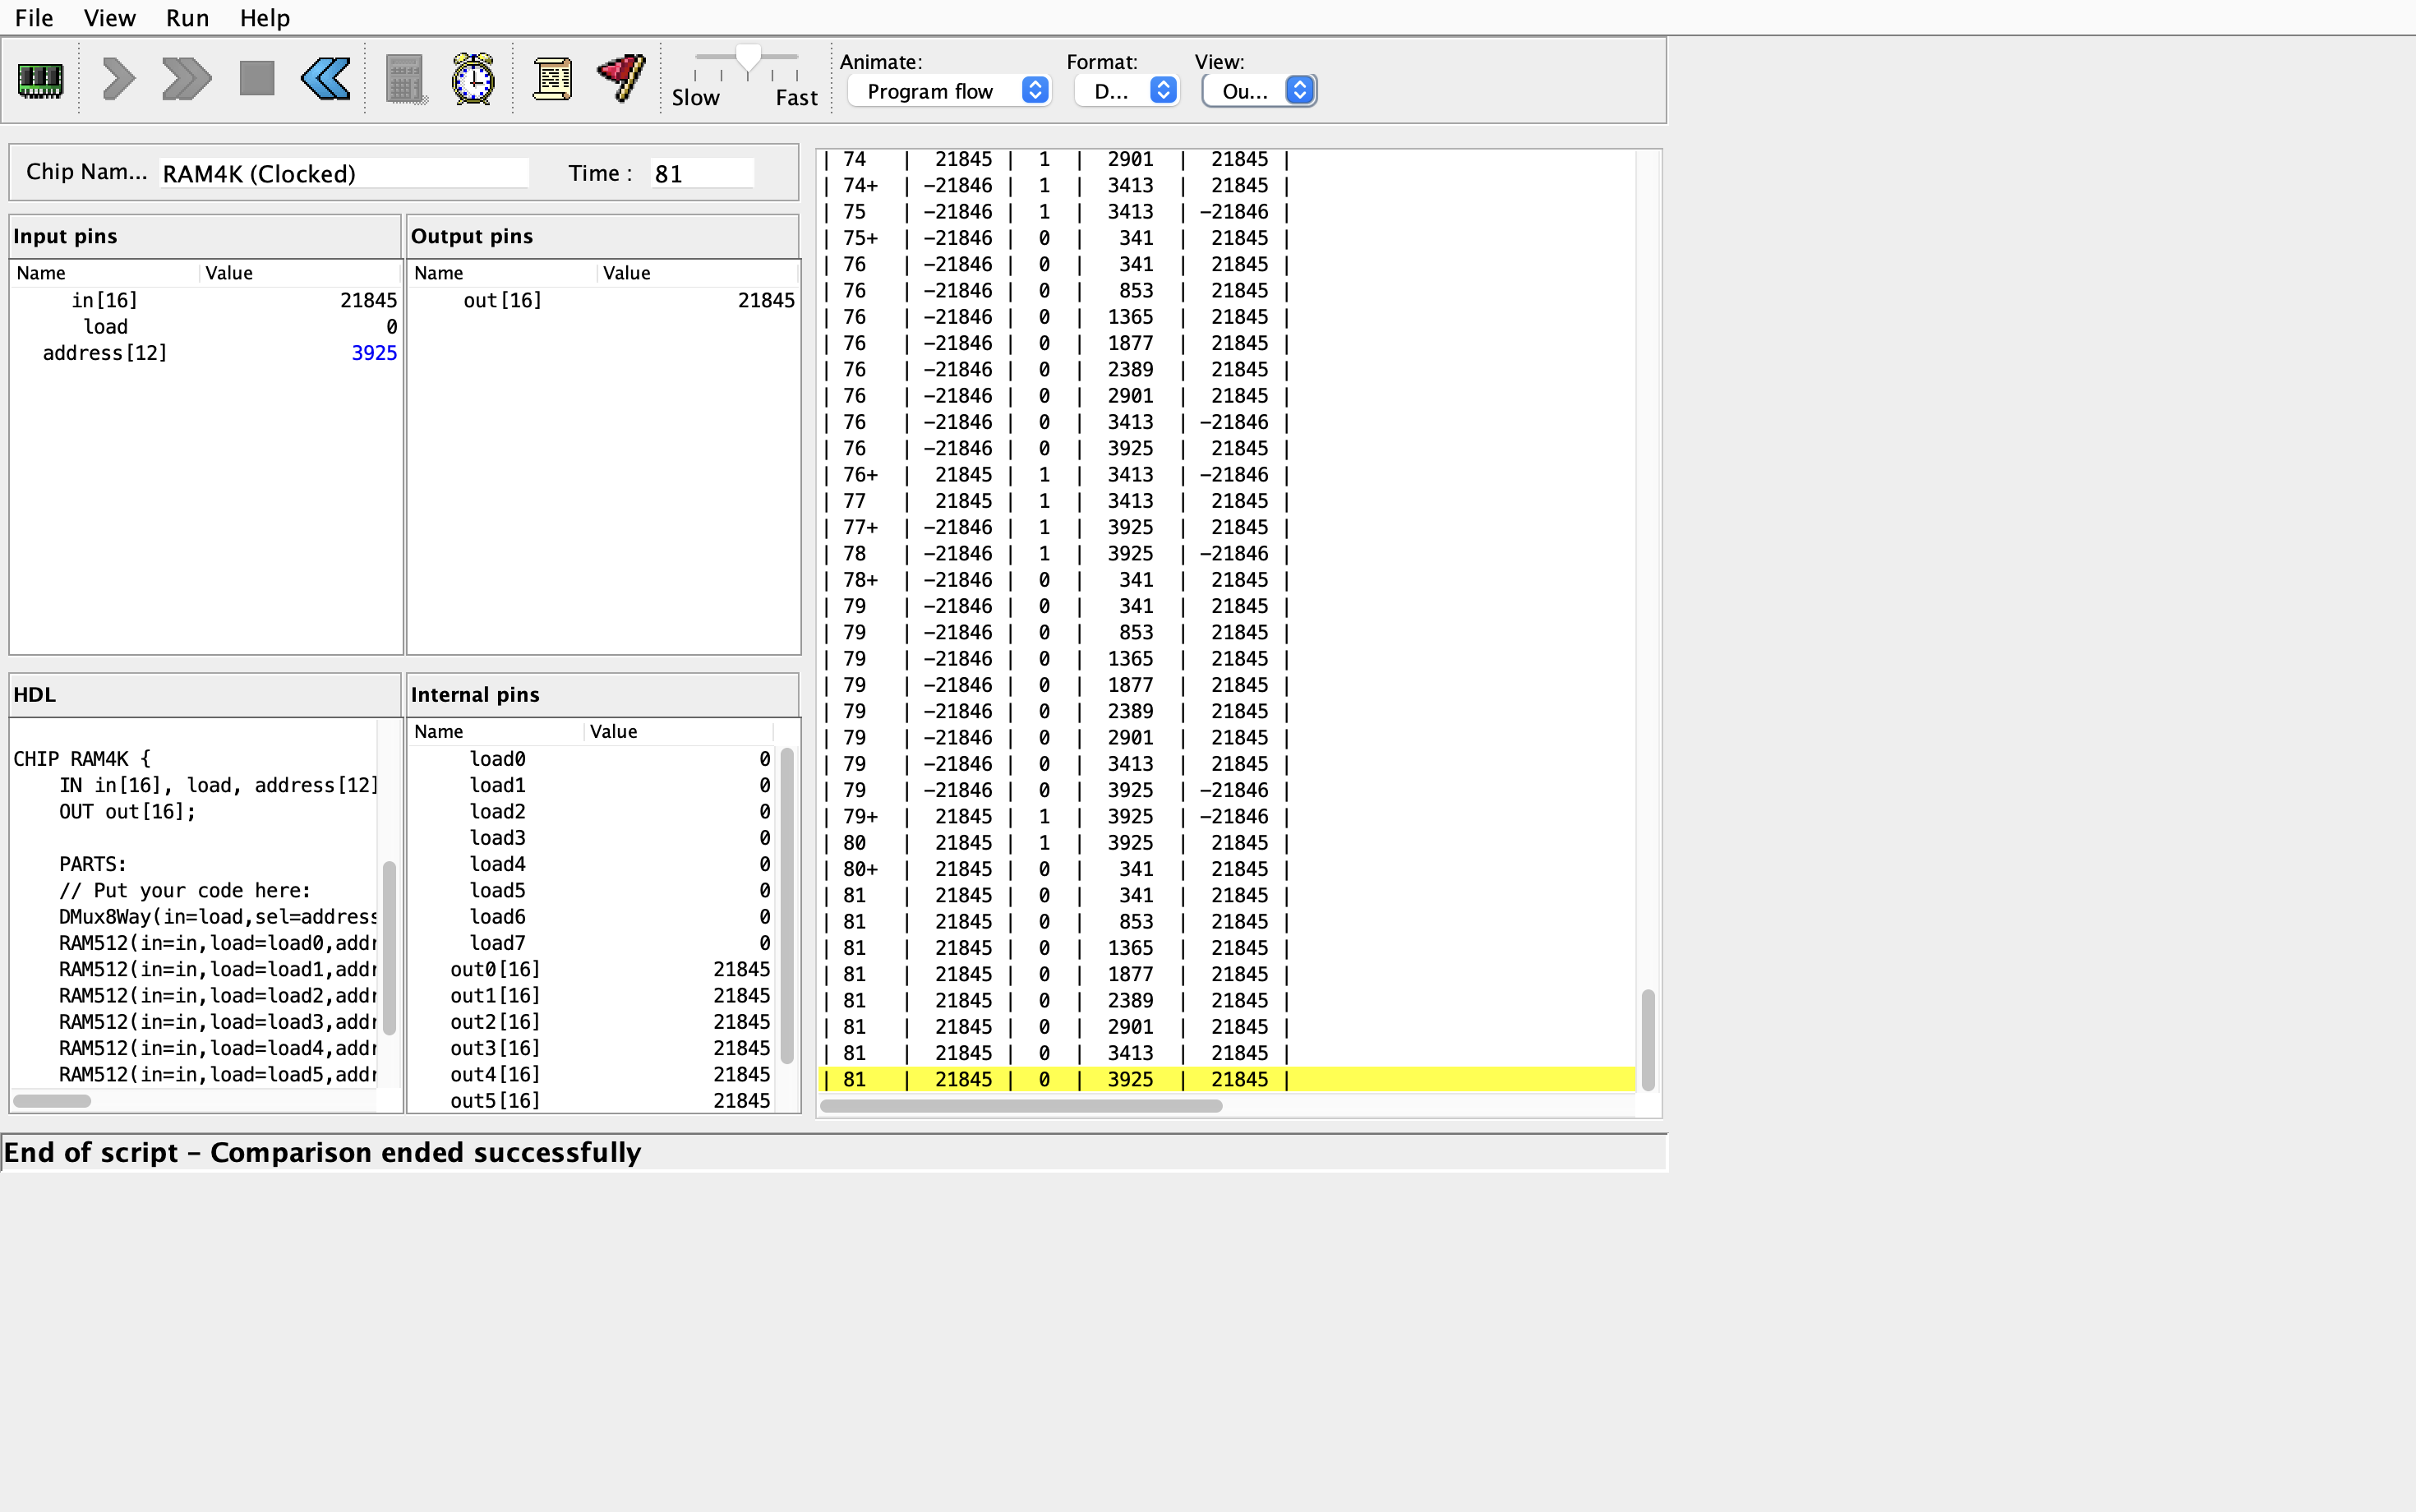 File View Run Help
Slow Fast
Animate: Format: View:
Program flow D... Ou...
Chip Nam... RAM4K (Clocked) Time : 81
Input pins
Name Value
in[16] 21845
load 0
address[12] 3925
Output pins
Name Value
out[16] 21845
HDL
CHIP RAM4K {
IN in[16], load, address[12]
OUT out[16];
PARTS:
// Put your code here:
DMux8Way(in=load,sel=address
RAM512(in=in,load=load0,addr
RAM512(in=in,load=load1,addr
RAM512(in=in,load=load2,addr
RAM512(in=in,load=load3,addr
RAM512(in=in,load=load4,addr
RAM512(in=in,load=load5,addr
Internal pins
Name Value
load0 0
load1 0
load2 0
load3 0
load4 0
load5 0
load6 0
load7 0
out0[16] 21845
out1[16] 21845
out2[16] 21845
out3[16] 21845
out4[16] 21845
out5[16] 21845
| 74 | 21845 | 1 | 2901 | 21845 |
| 74+ | -21846 | 1 | 3413 | 21845 |
| 75 | -21846 | 1 | 3413 | -21846 |
| 75+ | -21846 | 0 | 341 | 21845 |
| 76 | -21846 | 0 | 341 | 21845 |
| 76 | -21846 | 0 | 853 | 21845 |
| 76 | -21846 | 0 | 1365 | 21845 |
| 76 | -21846 | 0 | 1877 | 21845 |
| 76 | -21846 | 0 | 2389 | 21845 |
| 76 | -21846 | 0 | 2901 | 21845 |
| 76 | -21846 | 0 | 3413 | -21846 |
| 76 | -21846 | 0 | 3925 | 21845 |
| 76+ | 21845 | 1 | 3413 | -21846 |
| 77 | 21845 | 1 | 3413 | 21845 |
| 77+ | -21846 | 1 | 3925 | 21845 |
| 78 | -21846 | 1 | 3925 | -21846 |
| 78+ | -21846 | 0 | 341 | 21845 |
| 79 | -21846 | 0 | 341 | 21845 |
| 79 | -21846 | 0 | 853 | 21845 |
| 79 | -21846 | 0 | 1365 | 21845 |
| 79 | -21846 | 0 | 1877 | 21845 |
| 79 | -21846 | 0 | 2389 | 21845 |
| 79 | -21846 | 0 | 2901 | 21845 |
| 79 | -21846 | 0 | 3413 | 21845 |
| 79 | -21846 | 0 | 3925 | -21846 |
| 79+ | 21845 | 1 | 3925 | -21846 |
| 80 | 21845 | 1 | 3925 | 21845 |
| 80+ | 21845 | 0 | 341 | 21845 |
| 81 | 21845 | 0 | 341 | 21845 |
| 81 | 21845 | 0 | 853 | 21845 |
| 81 | 21845 | 0 | 1365 | 21845 |
| 81 | 21845 | 0 | 1877 | 21845 |
| 81 | 21845 | 0 | 2389 | 21845 |
| 81 | 21845 | 0 | 2901 | 21845 |
| 81 | 21845 | 0 | 3413 | 21845 |
| 81 | 21845 | 0 | 3925 | 21845 |
End of script – Comparison ended successfully